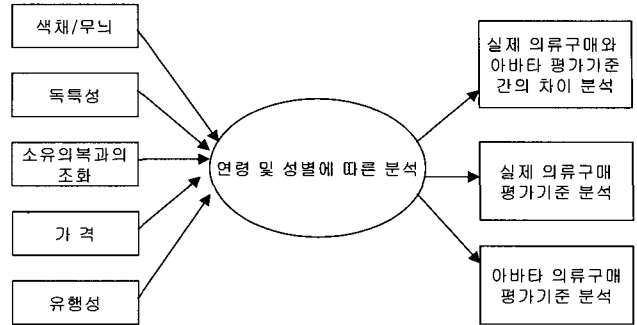 색채/무늬
독특성
소유의복과의
조화
가 격
유행성
연령 및 성별에 따른 분석
실제 의류구매와
아바타 평가기준
간의 차이 분석
실제 의류구매
평가기준 분석
아바타 의류구매
평가기준 분석